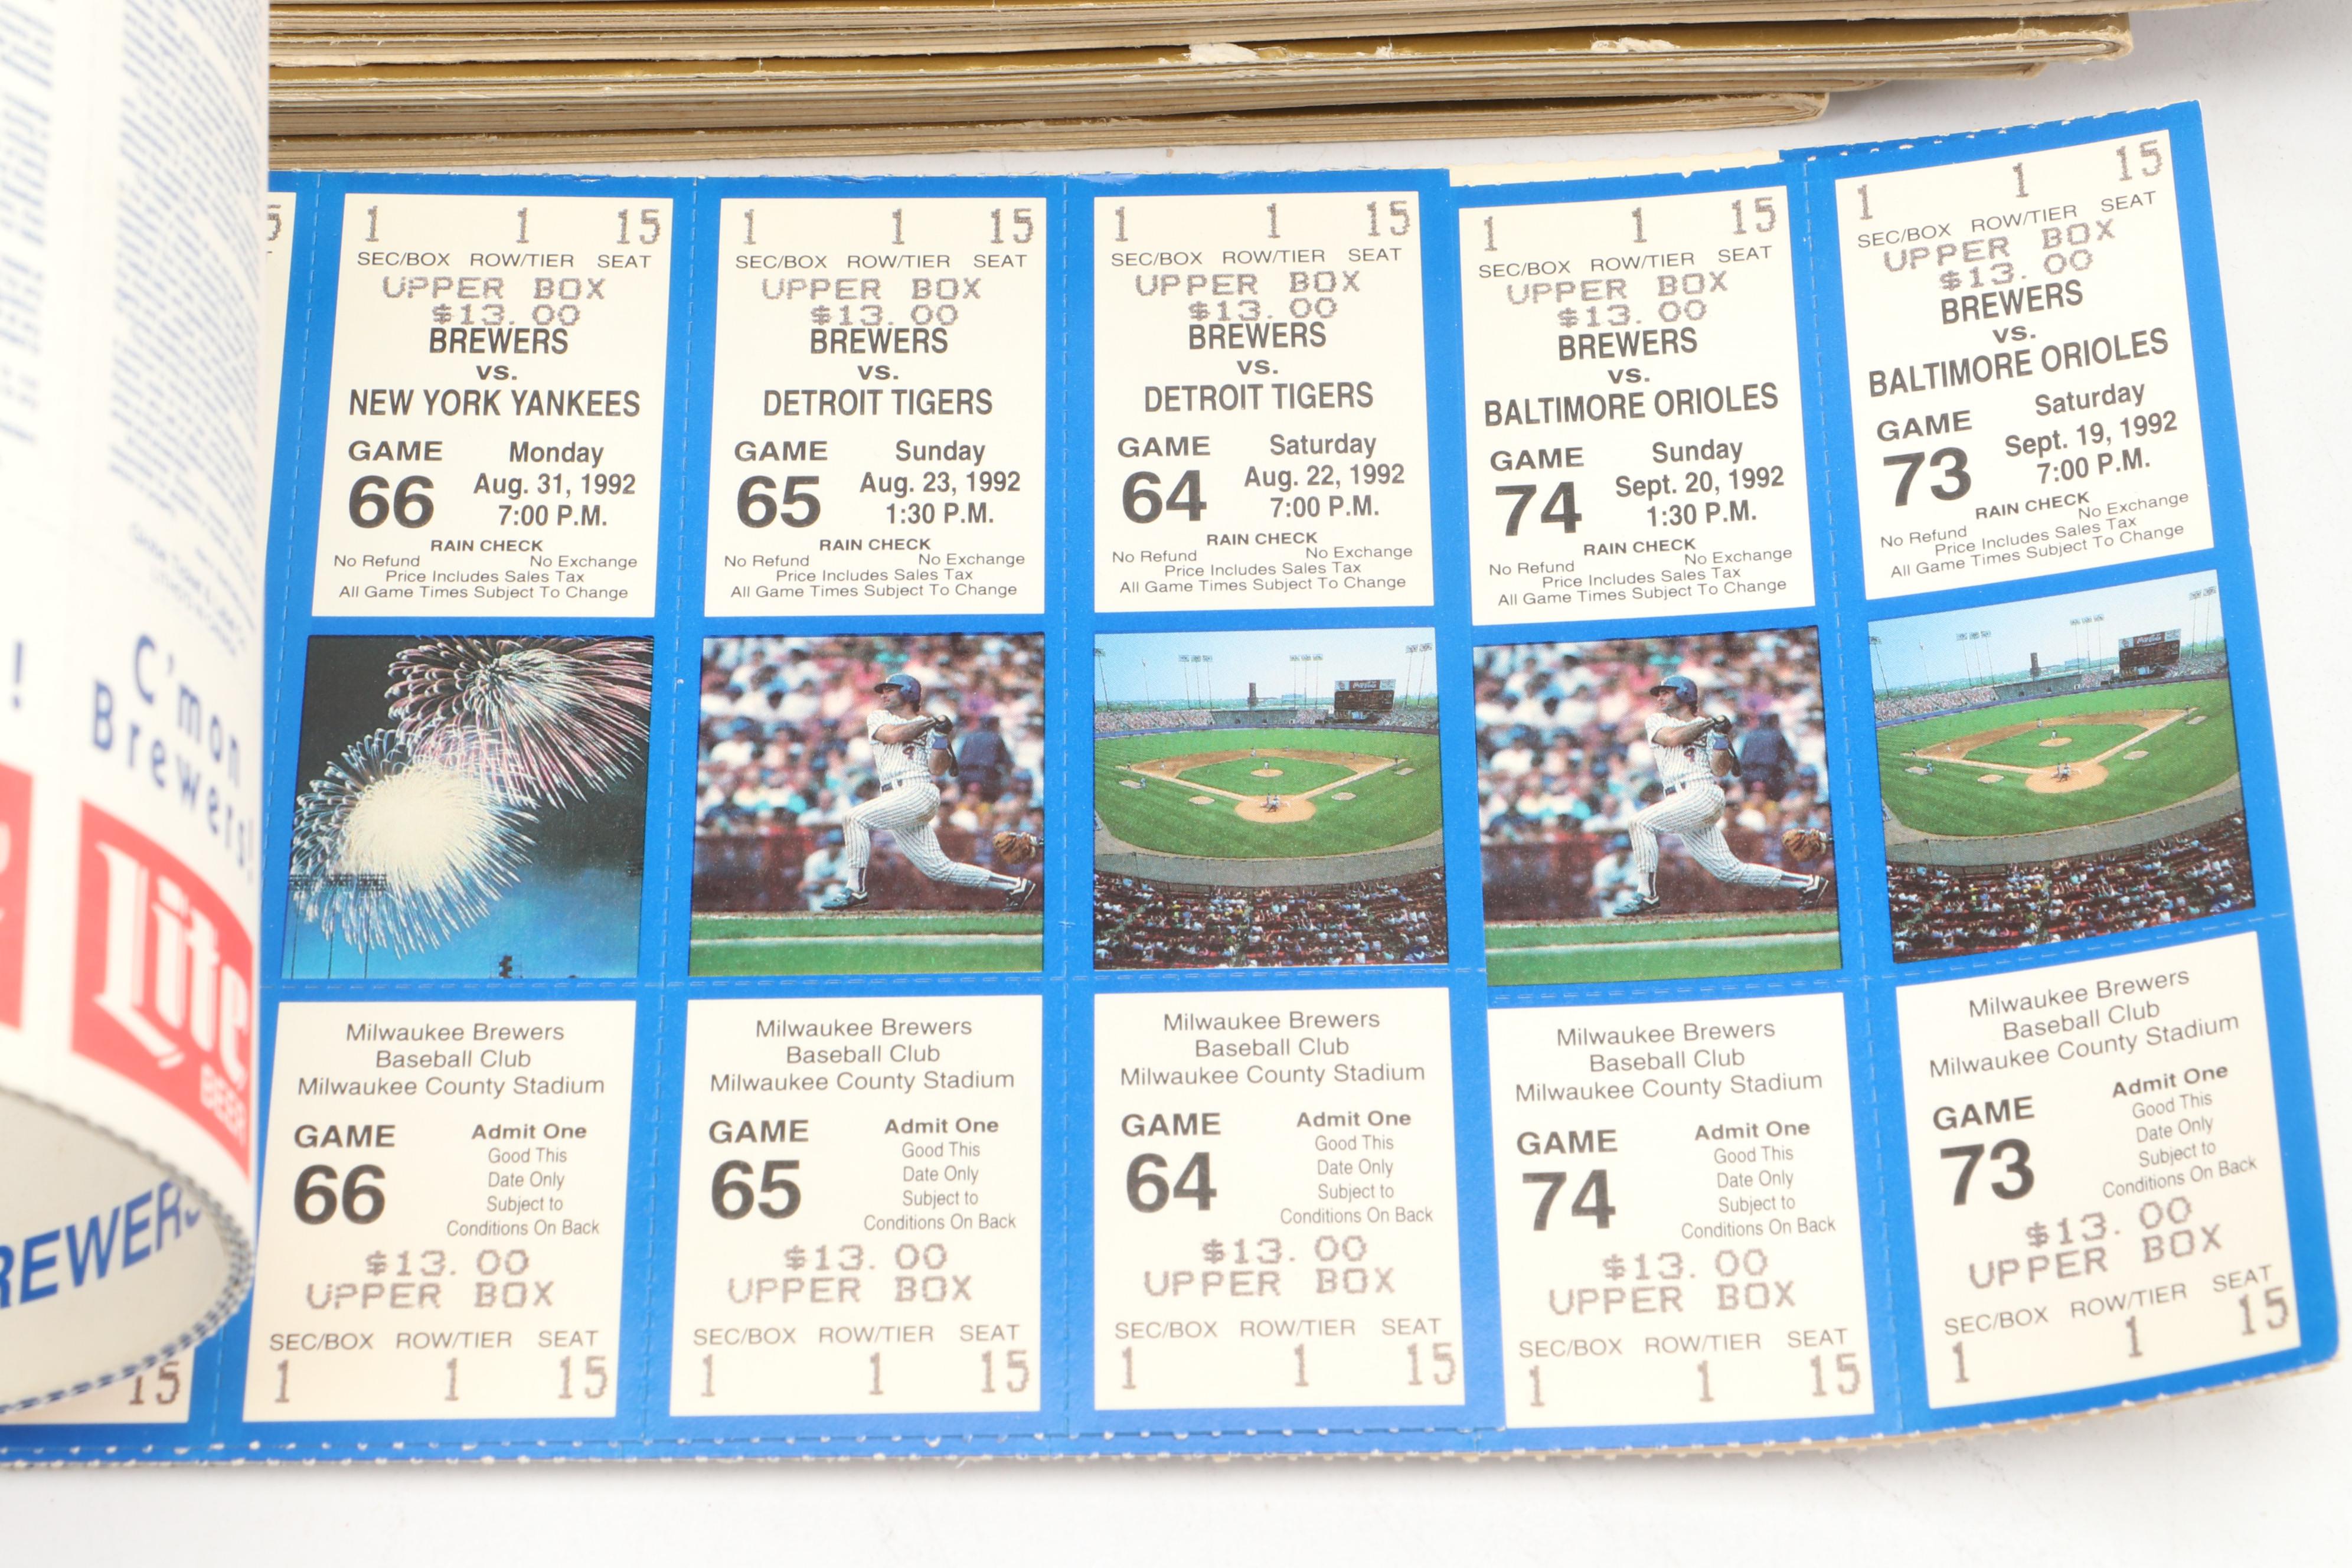 C'mon
Brewers!
Lite
BEER
REWERS
15
1 1 15
SEC/BOX ROW/TIER SEAT
UPPER BOX
$13.00
BREWERS
vs.
NEW YORK YANKEES
GAME
66
Monday
Aug. 31, 1992
7:00 P.M.
RAIN CHECK
No Refund No Exchange
Price Includes Sales Tax
All Game Times Subject To Change
Milwaukee Brewers
Baseball Club
Milwaukee County Stadium
GAME
66
Admit One
Good This
Date Only
Subject to
Conditions On Back
$13.00
UPPER BOX
SEC/BOX ROW/TIER SEAT
1 1 15
1 1 15
SEC/BOX ROW/TIER SEAT
UPPER BOX
$13.00
BREWERS
vs.
DETROIT TIGERS
GAME
65
Sunday
Aug. 23, 1992
1:30 P.M.
RAIN CHECK
No Refund No Exchange
Price Includes Sales Tax
All Game Times Subject To Change
Milwaukee Brewers
Baseball Club
Milwaukee County Stadium
GAME
65
Admit One
Good This
Date Only
Subject to
Conditions On Back
$13.00
UPPER BOX
SEC/BOX ROW/TIER SEAT
1 1 15
1 1 15
SEC/BOX ROW/TIER SEAT
UPPER BOX
$13.00
BREWERS
vs.
DETROIT TIGERS
GAME
64
Saturday
Aug. 22, 1992
7:00 P.M.
RAIN CHECK
No Refund No Exchange
Price Includes Sales Tax
All Game Times Subject To Change
Milwaukee Brewers
Baseball Club
Milwaukee County Stadium
GAME
64
Admit One
Good This
Date Only
Subject to
Conditions On Back
$13.00
UPPER BOX
SEC/BOX ROW/TIER SEAT
1 1 15
1 1 15
SEC/BOX ROW/TIER SEAT
UPPER BOX
$13.00
BREWERS
vs.
BALTIMORE ORIOLES
GAME
74
Sunday
Sept. 20, 1992
1:30 P.M.
RAIN CHECK
No Refund No Exchange
Price Includes Sales Tax
All Game Times Subject To Change
Milwaukee Brewers
Baseball Club
Milwaukee County Stadium
GAME
74
Admit One
Good This
Date Only
Subject to
Conditions On Back
$13.00
UPPER BOX
SEC/BOX ROW/TIER SEAT
1 1 15
1 1 15
SEC/BOX ROW/TIER SEAT
UPPER BOX
$13.00
BREWERS
vs.
BALTIMORE ORIOLES
GAME
73
Saturday
Sept. 19, 1992
7:00 P.M.
RAIN CHECK
No Refund No Exchange
Price Includes Sales Tax
All Game Times Subject To Change
Milwaukee Brewers
Baseball Club
Milwaukee County Stadium
GAME
73
Admit One
Good This
Date Only
Subject to
Conditions On Back
$13.00
UPPER BOX
SEC/BOX ROW/TIER SEAT
1 1 15